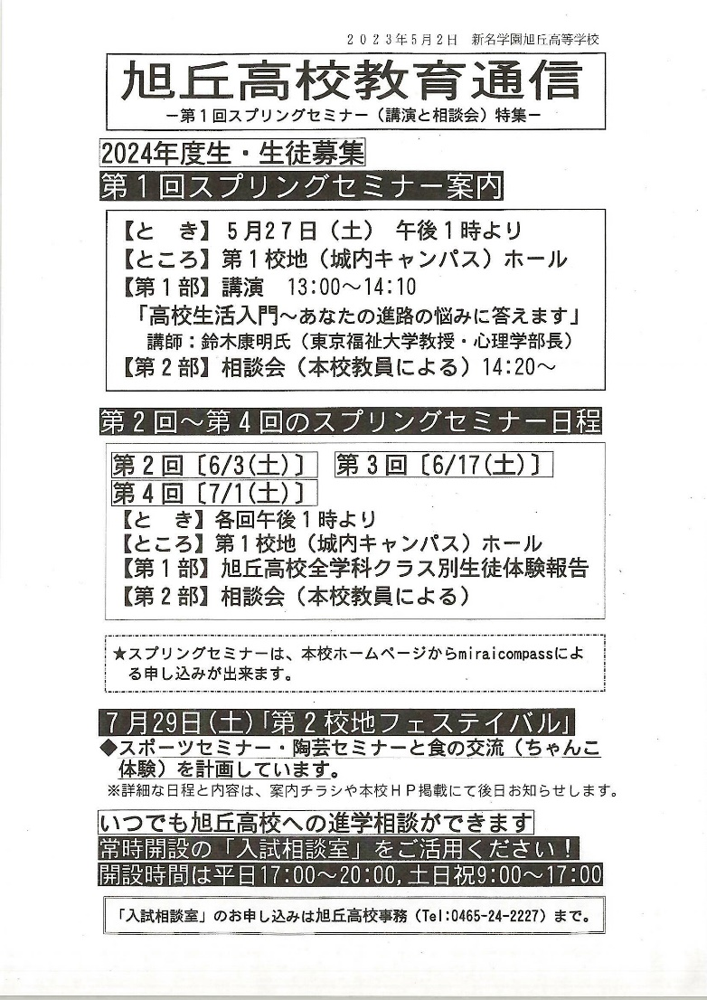 ２０２３年５月２日　新名学園旭丘高等学校
旭丘高校教育通信
－第１回スプリングセミナー（講演と相談会）特集－
2024年度生・生徒募集
第１回スプリングセミナー案内
【と　き】５月２７日（土）　午後１時より
【ところ】第１校地（城内キャンパス）ホール
【第１部】講演　13:00～14:10
「高校生活入門～あなたの進路の悩みに答えます」
講師：鈴木康明氏（東京福祉大学教授・心理学部長）
【第２部】相談会（本校教員による）14:20～
第２回～第４回のスプリングセミナー日程
第２回〔6/3(土)〕　第３回〔6/17(土)〕
第４回〔7/1(土)〕
【と　き】各回午後１時より
【ところ】第１校地（城内キャンパス）ホール
【第１部】旭丘高校全学科クラス別生徒体験報告
【第２部】相談会（本校教員による）
★スプリングセミナーは、本校ホームページからmiraicompassによ
る申し込みが出来ます。
７月29日(土)「第２校地フェステイバル」
◆スポーツセミナー・陶芸セミナーと食の交流（ちゃんこ
体験）を計画しています。
※詳細な日程と内容は、案内チラシや本校ＨＰ掲載にて後日お知らせします。
いつでも旭丘高校への進学相談ができます
常時開設の「入試相談室」をご活用ください！
開設時間は平日17:00～20:00,土日祝9:00～17:00
「入試相談室」のお申し込みは旭丘高校事務（Tel:0465-24-2227）まで。